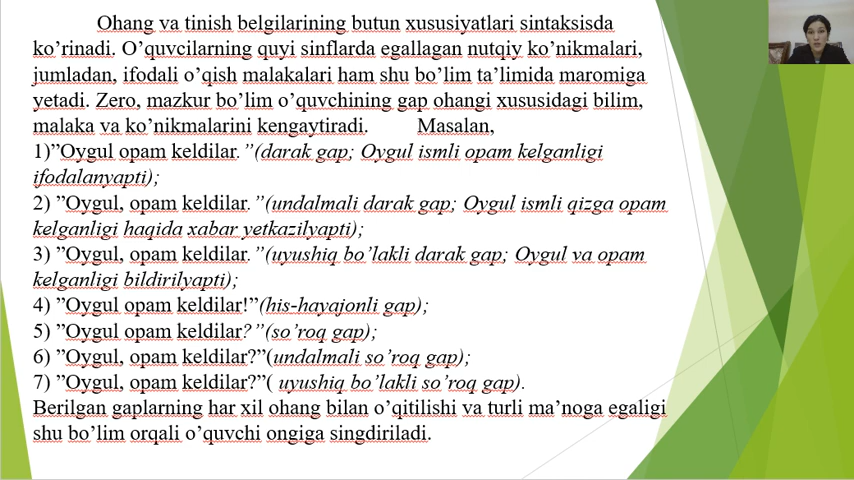 Ohang va tinish belgilarining butun xususiyatlari sintaksisda
ko’rinadi. O’quvcilarning quyi sinflarda egallagan nutqiy ko’nikmalari,
jumladan, ifodali o’qish malakalari ham shu bo’lim ta’limida maromiga
yetadi. Zero, mazkur bo’lim o’quvchining gap ohangi xususidagi bilim,
malaka va ko’nikmalarini kengaytiradi. Masalan,
1)”Oygul opam keldilar.”(darak gap; Oygul ismli opam kelganligi
ifodalanyapti);
2) ”Oygul, opam keldilar.”(undalmali darak gap; Oygul ismli qizga opam
kelganligi haqida xabar yetkazilyapti);
3) ”Oygul, opam keldilar.”(uyushiq bo’lakli darak gap; Oygul va opam
kelganligi bildirilyapti);
4) ”Oygul opam keldilar!”(his-hayajonli gap);
5) ”Oygul opam keldilar?”(so’roq gap);
6) ”Oygul, opam keldilar?”(undalmali so’roq gap);
7) ”Oygul, opam keldilar?”( uyushiq bo’lakli so’roq gap).
Berilgan gaplarning har xil ohang bilan o’qitilishi va turli ma’noga egaligi
shu bo’lim orqali o’quvchi ongiga singdiriladi.